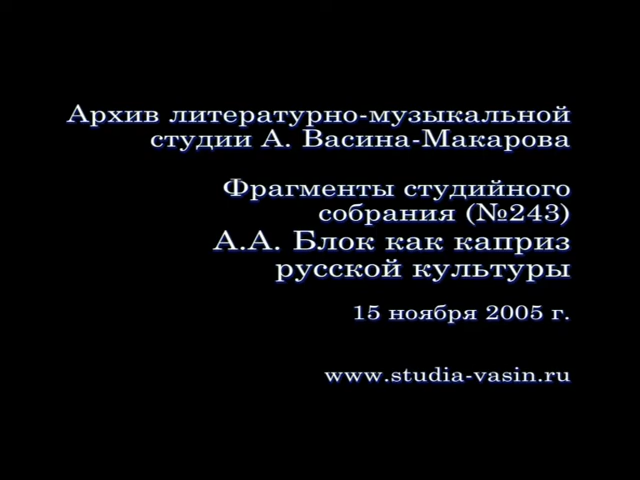 Архив литературно-музыкальной
студии А. Васина-Макарова
Фрагменты студийного
собрания (№243)
А.А. Блок как каприз
русской культуры
15 ноября 2005 г.
www.studia-vasin.ru